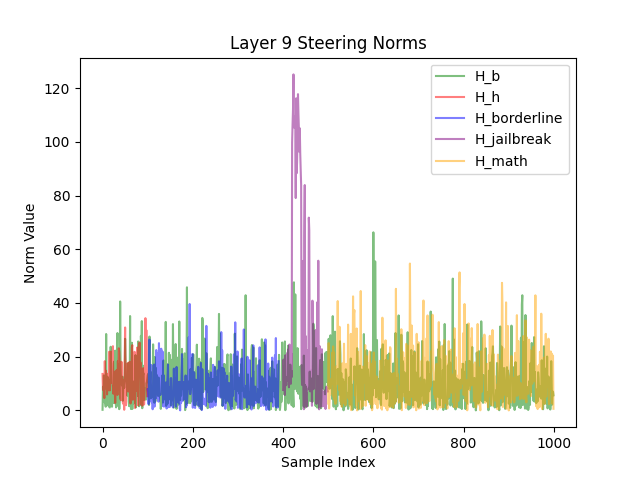 Layer 9 Steering Norms
Norm Value
120
100
80
60
40
20
0
H_b
H_h
H_borderline
H_jailbreak
H_math
0
200
400
600
800
1000
Sample Index